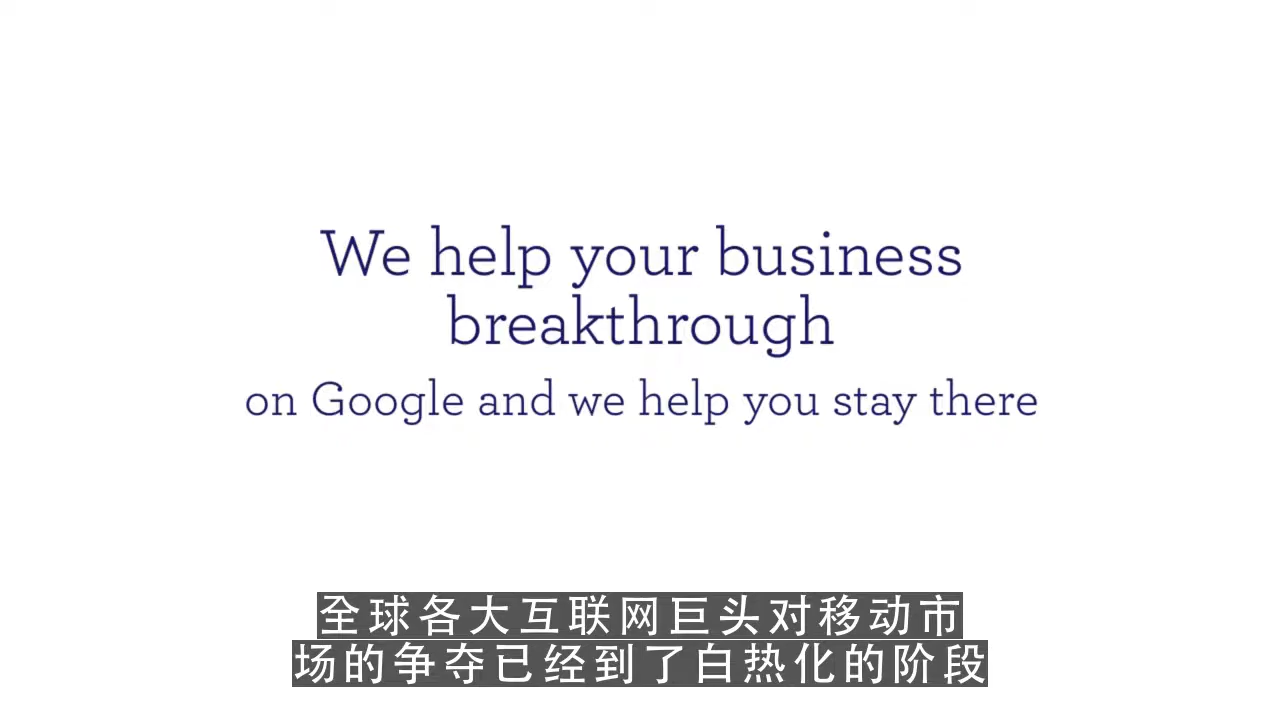 We help your business
breakthrough
on Google and we help you stay there
全球各大互联网巨头对移动市
场的争夺已经到了白热化的阶段